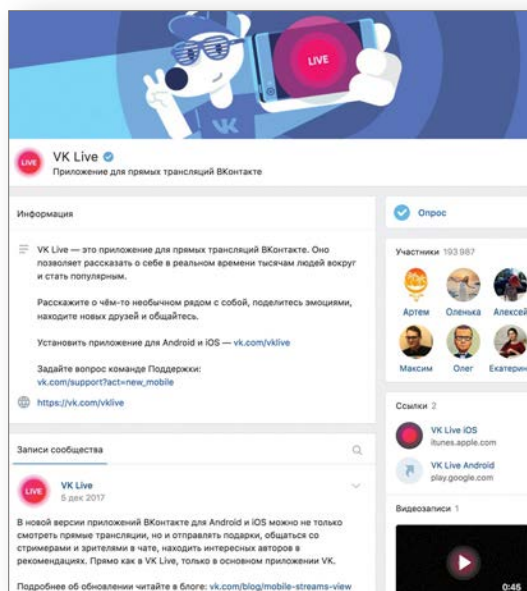 LIVE
VK
LIVE
VK Live
Приложение для прямых трансляций ВКонтакте
Информация
VK Live — это приложение для прямых трансляций ВКонтакте. Оно
позволяет рассказать о себе в реальном времени тысячам людей вокруг
и стать популярным.
Расскажите о чём-то необычном рядом с собой, поделитесь эмоциями,
находите новых друзей и общайтесь.
Установить приложение для Android и iOS — vk.com/vklive
Задайте вопрос команде Поддержки:
vk.com/support?act=new_mobile
https://vk.com/vklive
Записи сообщества
LIVE
VK Live
5 дек 2017
В новой версии приложений ВКонтакте для Android и iOS можно не только
смотреть прямые трансляции, но и отправлять подарки, общаться со
стримерами и зрителями в чате, находить интересных авторов в
рекомендациях. Прямо как в VK Live, только в основном приложении VK.
Подробнее об обновлении читайте в блоге: vk.com/blog/mobile-streams-view
Опрос
Участники 193 987
Артем Оленька Алексей
Максим Олег Екатерин
Ссылки 2
VK Live iOS
itunes.apple.com
VK Live Android
play.google.com
Видеозаписи 1
0:46